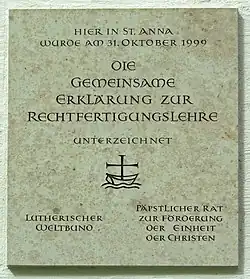 HIER IN ST. ANNA
WURDE AM 31. OKTOBER 1999
DIE
GEMEINSAME
ERKLÄRUNG ZUR
RECHTFERTIGUNGSLEHRE
UNTERZEICHNET
LUTHERISCHER
WELTBUND
PÄPSTLICHER RAT
ZUR FÖRDERUNG
DER EINHEIT
DER CHRISTEN